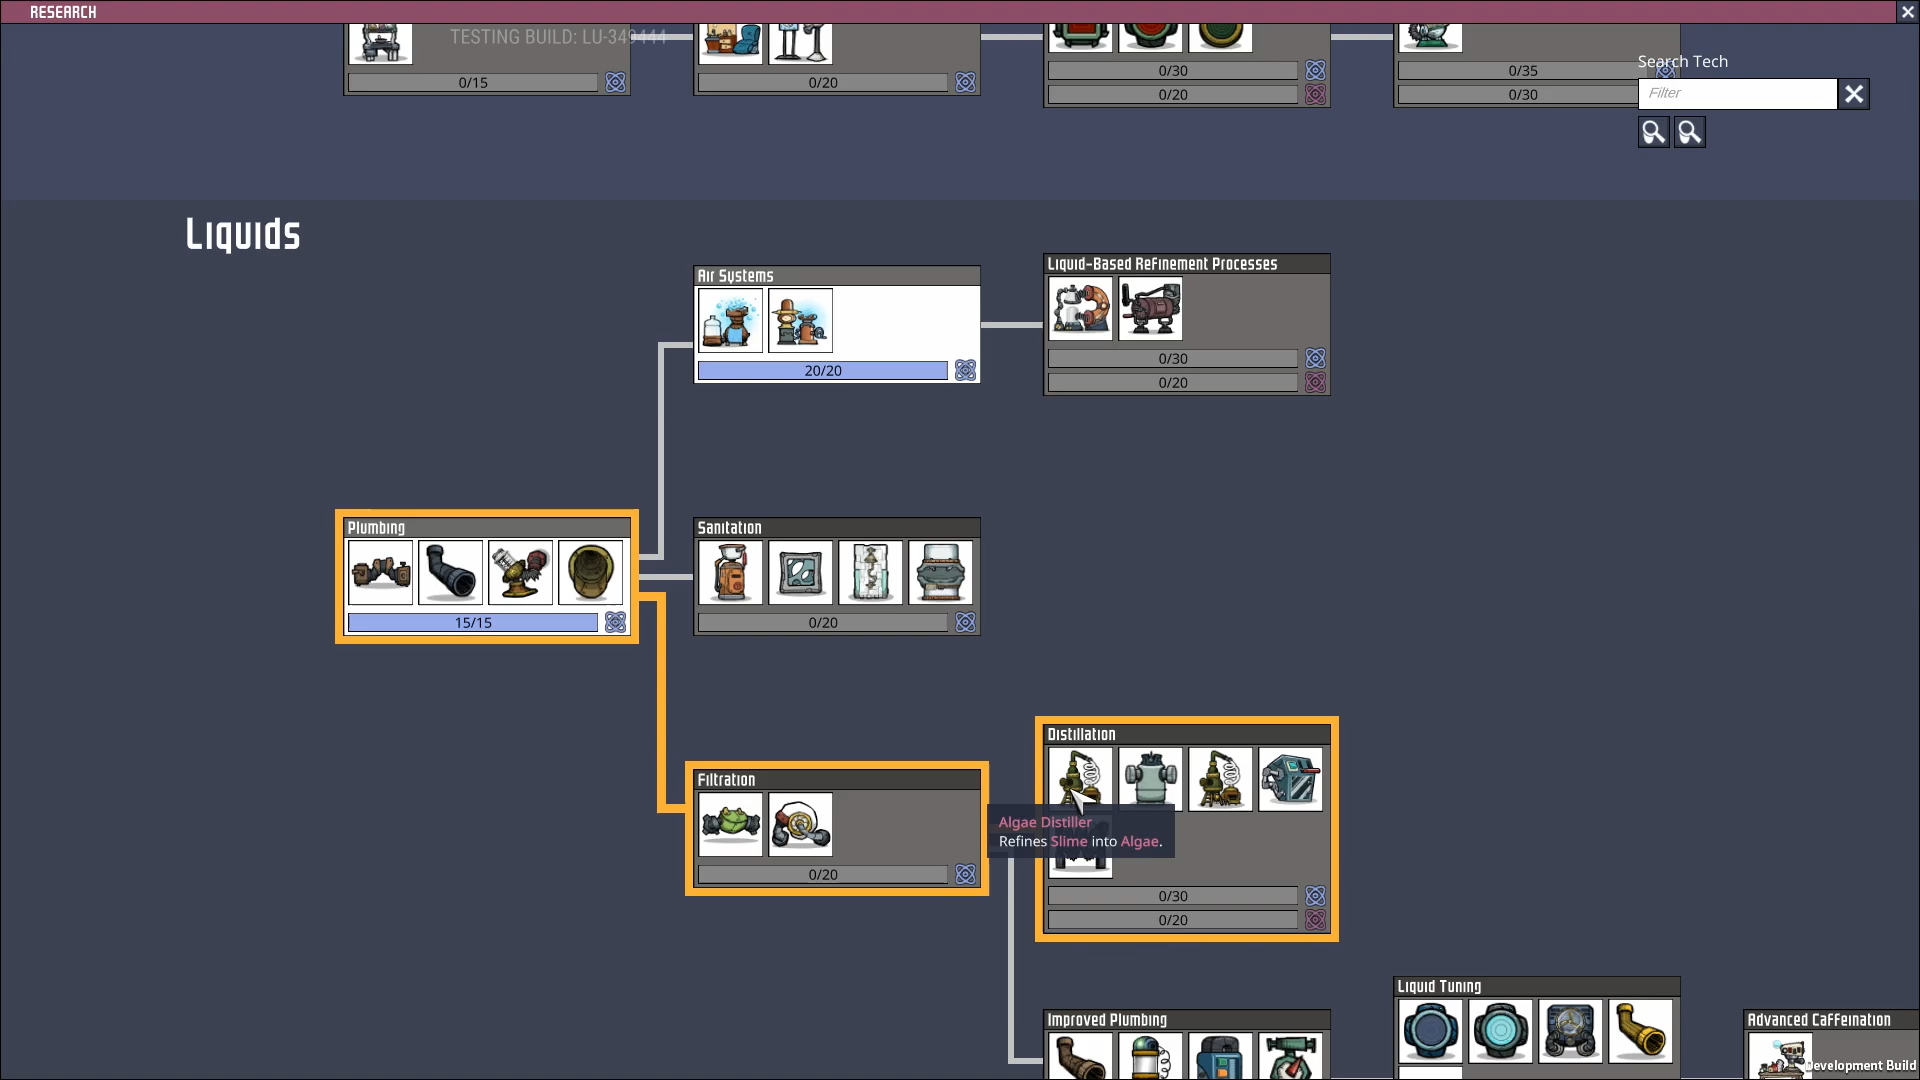 RESEARCH
TESTING BUILD: LU-349444
0/15
0/20
0/30
0/20
0/35
0/30
Search Tech
Filter
Liquids
Air Systems
20/20
Liquid-Based Refinement Processes
0/30
0/20
Plumbing
15/15
Sanitation
0/20
Filtration
0/20
Distillation
Algae Distiller
Refines Slime into Algae.
0/30
0/20
Improved Plumbing
Liquid Tuning
Advanced Caffeination
Development Build